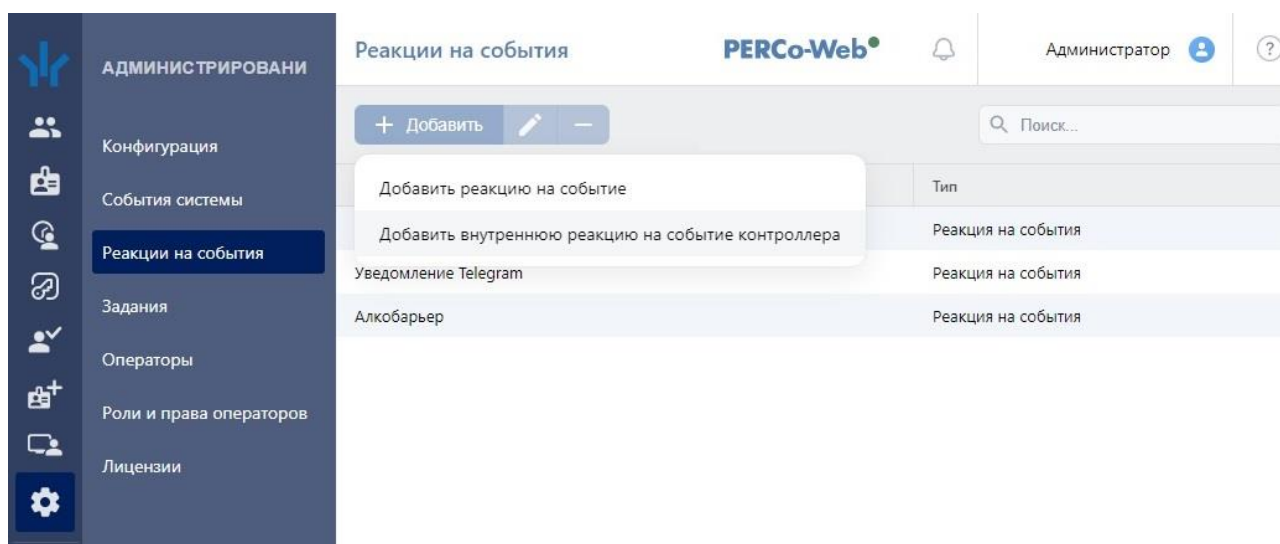 АДМИНИСТРИРОВАНИ
Конфигурация
События системы
Реакции на события
Задания
Операторы
Роли и права операторов
Лицензии
Реакции на события
PERCo-Web
Администратор
?
+ Добавить
Поиск...
Добавить реакцию на событие
Добавить внутреннюю реакцию на событие контроллера
Тип
Реакция на события
Уведомление Telegram
Реакция на события
Алкобарьер
Реакция на события